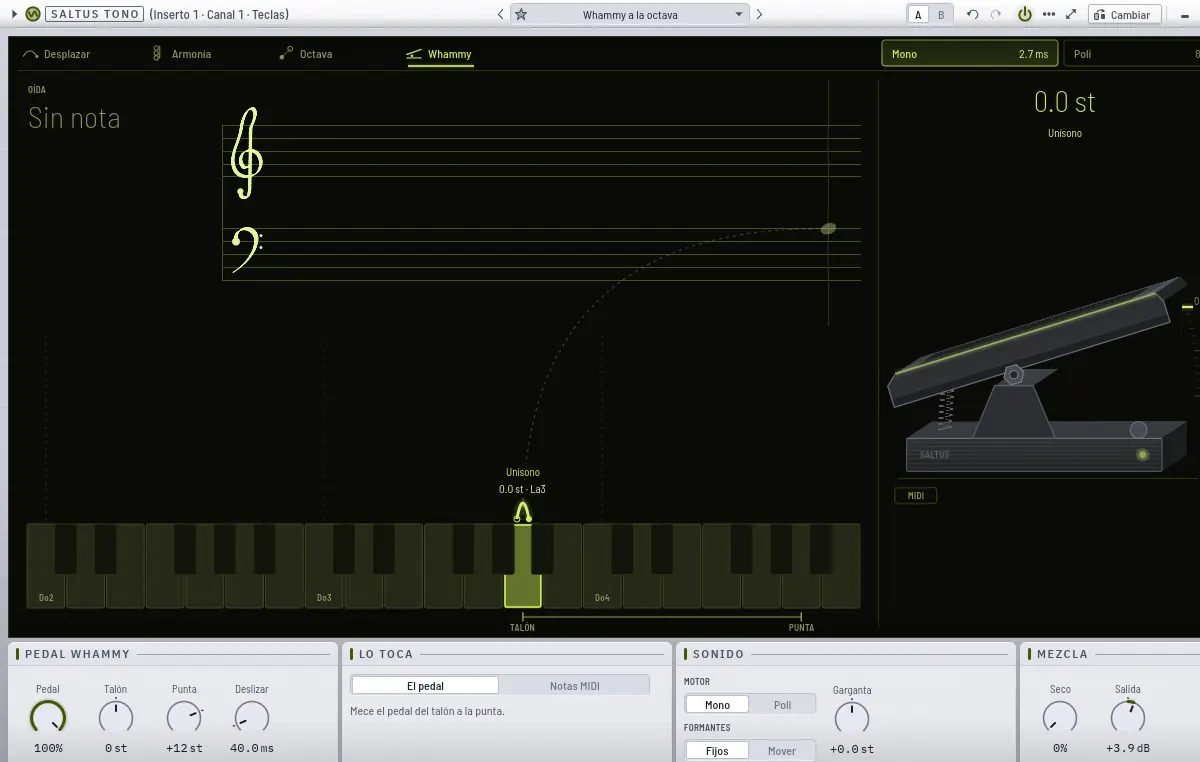 SALTUS TONO (Inserto 1 · Canal 1 · Teclas)
Whammy a la octava
A B
Cambiar
Desplazar Armonia Octava Whammy
Mono 2.7 ms
Poli 8
OÍDA
Sin nota
0.0 st
Unísono
0
SALTUS
MIDI
Unísono
0.0 st · La3
Do2 Do3 Do4
TALÓN PUNTA
PEDAL WHAMMY
Pedal Talón Punta Deslizar
100% 0 st +12 st 40.0 ms
LO TOCA
El pedal Notas MIDI
Mece el pedal del talón a la punta.
SONIDO
MOTOR
Mono Poli
FORMANTES
Fijos Mover
Garganta
+0.0 st
MEZCLA
Seco Salida
0% +3.9 dB